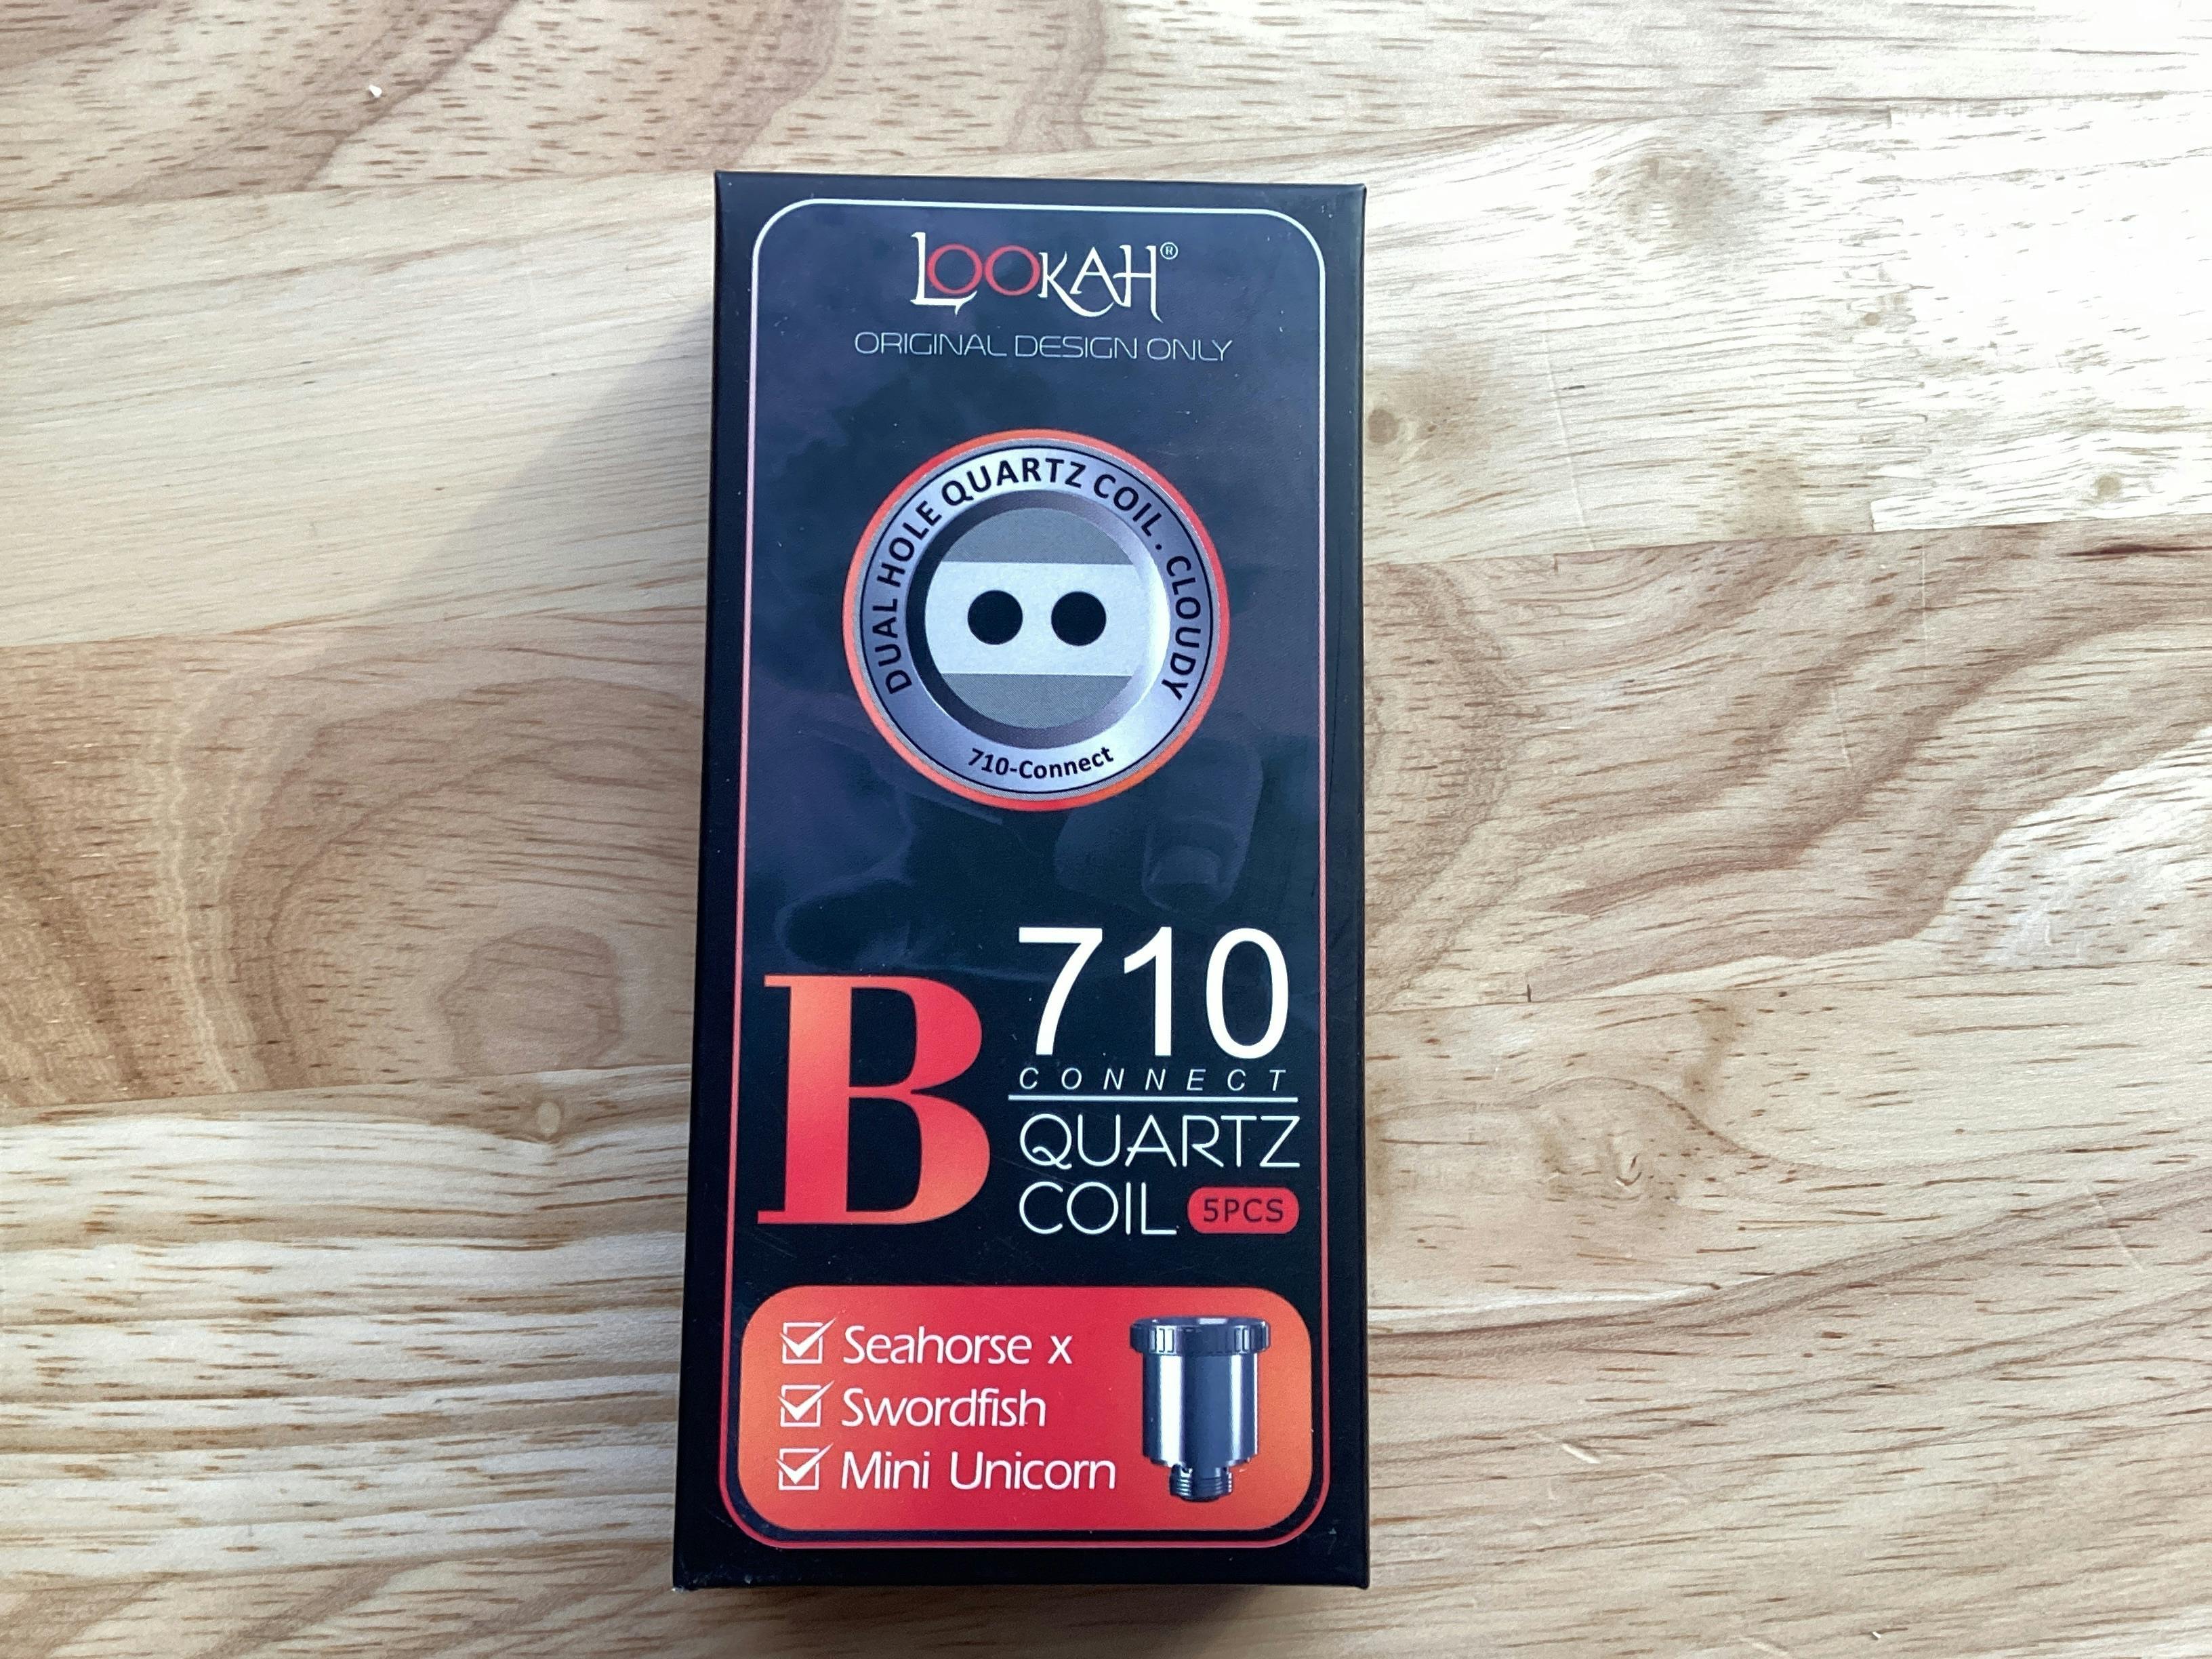 LOOKAH®
ORIGINAL DESIGN ONLY
DUAL HOLE QUARTZ COIL . CLOUDY
710-Connect
B
710
CONNECT
QUARTZ
COIL 5PCS
Seahorse x
Swordfish
Mini Unicorn